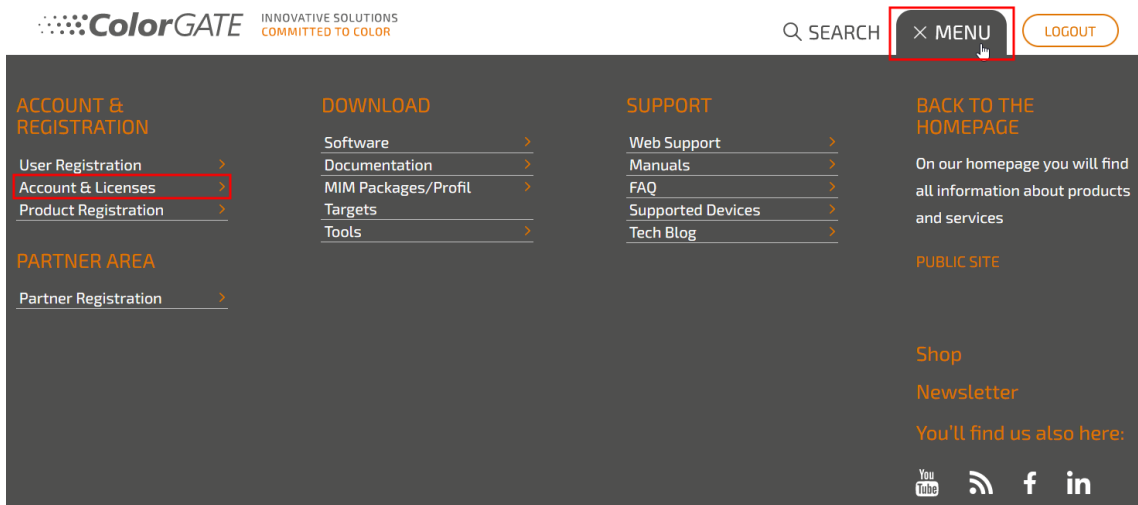 ColorGATE
INNOVATIVE SOLUTIONS
COMMITTED TO COLOR
SEARCH
MENU
LOGOUT
ACCOUNT &
REGISTRATION
User Registration
Account & Licenses
Product Registration
PARTNER AREA
Partner Registration
DOWNLOAD
Software
Documentation
MIM Packages/Profil
Targets
Tools
SUPPORT
Web Support
Manuals
FAQ
Supported Devices
Tech Blog
BACK TO THE
HOMEPAGE
On our homepage you will find
all information about products
and services
PUBLIC SITE
Shop
Newsletter
You'll find us also here:
You
Tube
f
in